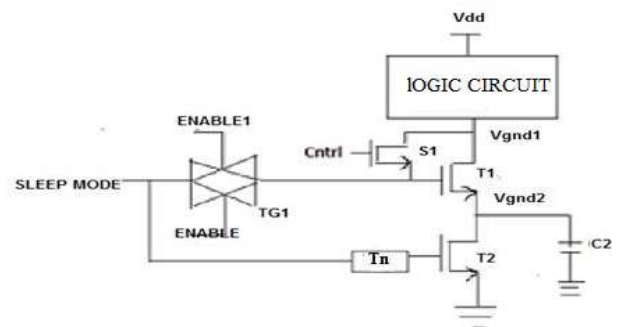 Vdd
lOGIC CIRCUIT
ENABLE1
Vgnd1
Cntrl
S1
T1
SLEEP MODE
Vgnd2
TG1
ENABLE
C2
Tn
T2